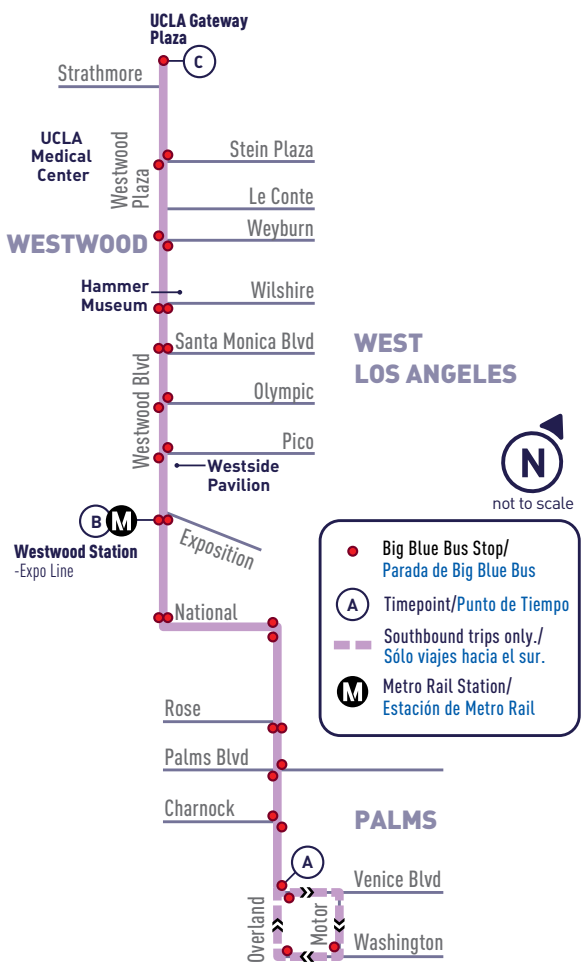 UCLA Gateway
Plaza
C
Strathmore
UCLA
Medical
Center
Westwood
Plaza
Stein Plaza
Le Conte
Weyburn
WESTWOOD
Hammer
Museum
Wilshire
Santa Monica Blvd
WEST
LOS ANGELES
Westwood Blvd
Olympic
Pico
Westside
Pavilion
N
not to scale
B M
Westwood Station
-Expo Line
Exposition
Big Blue Bus Stop/
Parada de Big Blue Bus
A Timepoint/Punto de Tiempo
Southbound trips only./
Sólo viajes hacia el sur.
M Metro Rail Station/
Estación de Metro Rail
National
Rose
Palms Blvd
Charnock
PALMS
A
Venice Blvd
Overland
Motor
Washington